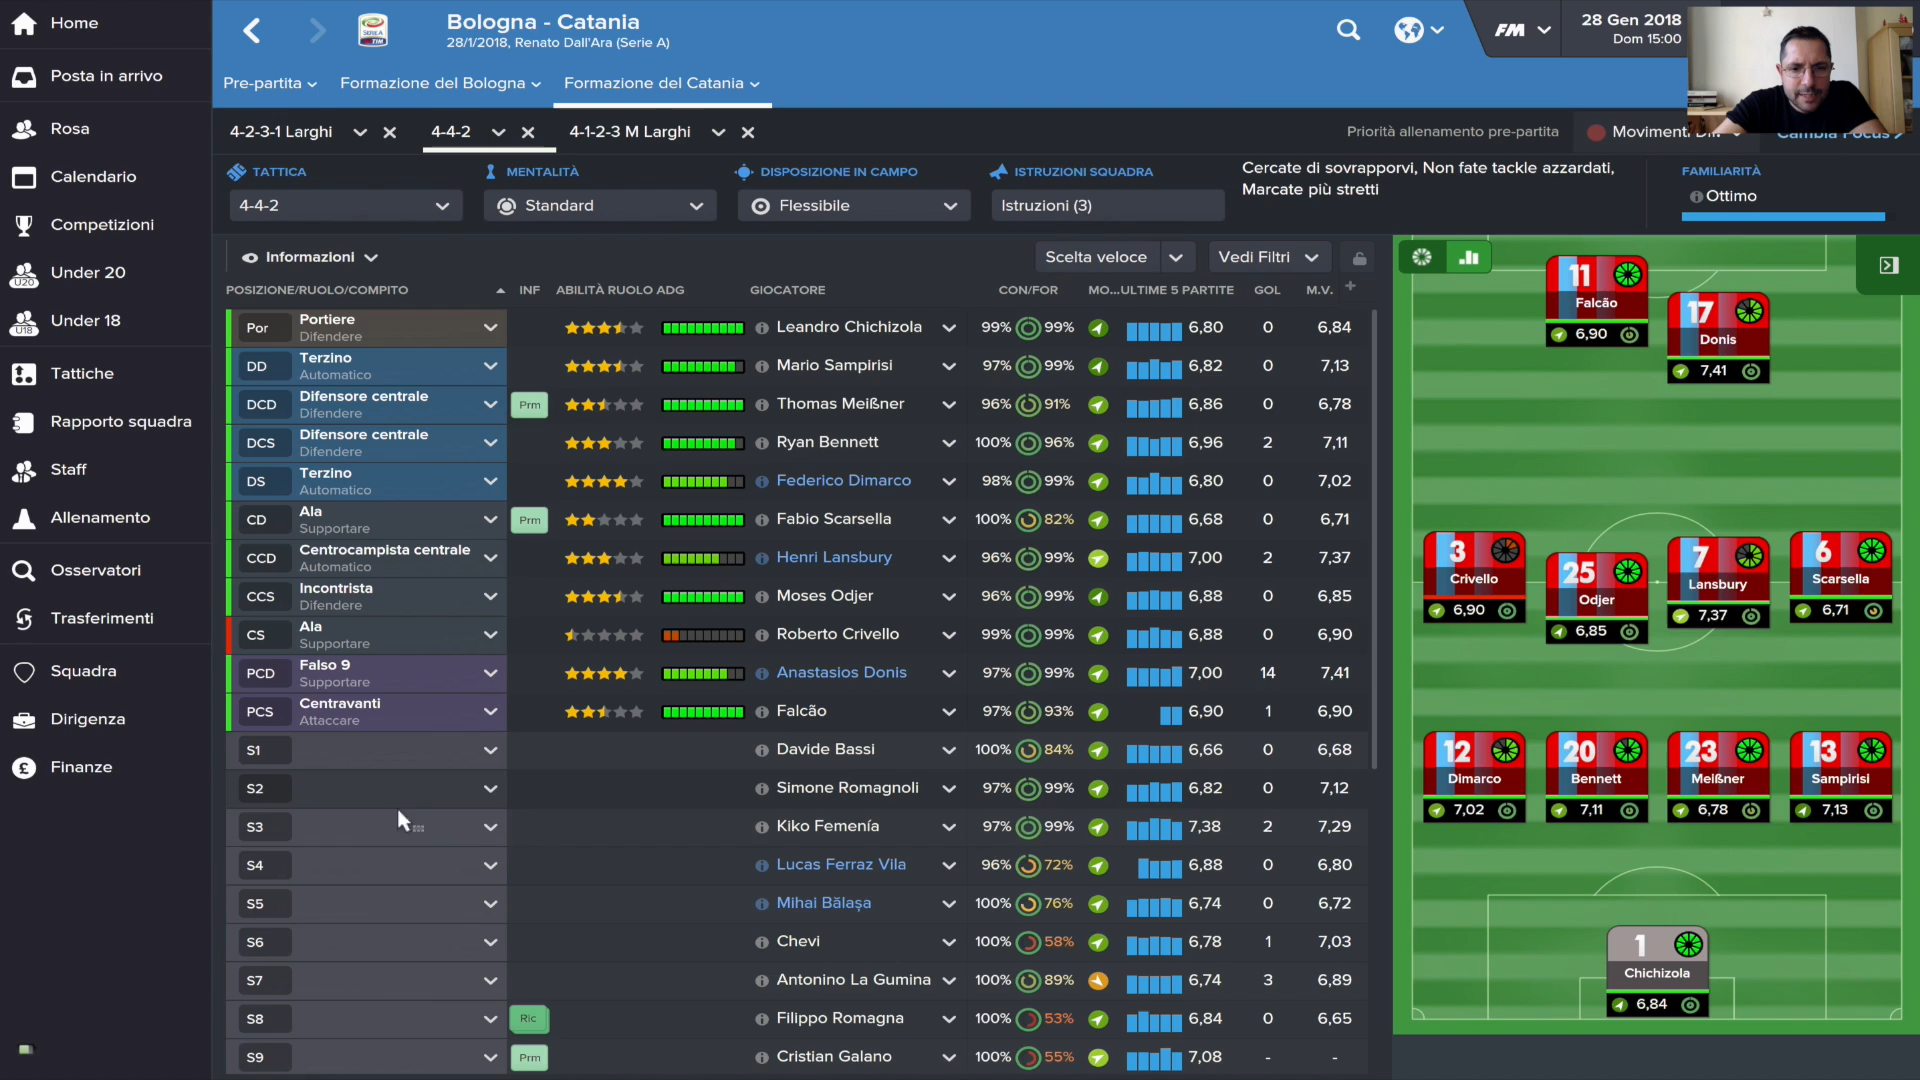 Home
Posta in arrivo
Rosa
Calendario
Competizioni
Under 20
Under 18
Tattiche
Rapporto squadra
Staff
Allenamento
Osservatori
Trasferimenti
Squadra
Dirigenza
Finanze
Bologna - Catania
28/1/2018, Renato Dall'Ara (Serie A)
FM
28 Gen 2018
Dom 15:00
Pre-partita
Formazione del Bologna
Formazione del Catania
4-2-3-1 Larghi
4-4-2
4-1-2-3 M Larghi
Priorità allenamento pre-partita
TATTICA
4-4-2
MENTALITÀ
Standard
DISPOSIZIONE IN CAMPO
Flessibile
ISTRUZIONI SQUADRA
Istruzioni (3)
Cercate di sovrapporvi, Non fate tackle azzardati,
Marcate più stretti
FAMILIARITÀ
Ottimo
Informazioni
Scelta veloce
Vedi Filtri
POSIZIONE/RUOLO/COMPITO INF ABILITÀ RUOLO ADG GIOCATORE CON/FOR MO...ULTIME 5 PARTITE GOL M.V.
Por Portiere Difendere Leandro Chichizola 99% 99% 6,80 0 6,84
DD Terzino Automatico Mario Sampirisi 97% 99% 6,82 0 7,13
DCD Difensore centrale Difendere Prm Thomas Meißner 96% 91% 6,86 0 6,78
DCS Difensore centrale Difendere Ryan Bennett 100% 96% 6,96 2 7,11
DS Terzino Automatico Federico Dimarco 98% 99% 6,80 0 7,02
CD Ala Supportare Prm Fabio Scarsella 100% 82% 6,68 0 6,71
CCD Centrocampista centrale Automatico Henri Lansbury 96% 99% 7,00 2 7,37
CCS Incontrista Difendere Moses Odjer 96% 99% 6,88 0 6,85
CS Ala Supportare Roberto Crivello 99% 99% 6,88 0 6,90
PCD Falso 9 Supportare Anastasios Donis 97% 99% 7,00 14 7,41
PCS Centravanti Attaccare Falcão 97% 93% 6,90 1 6,90
S1 Davide Bassi 100% 84% 6,66 0 6,68
S2 Simone Romagnoli 97% 99% 6,82 0 7,12
S3 Kiko Femenía 97% 99% 7,38 2 7,29
S4 Lucas Ferraz Vila 96% 72% 6,88 0 6,80
S5 Mihai Bălașa 100% 76% 6,74 0 6,72
S6 Chevi 100% 58% 6,78 1 7,03
S7 Antonino La Gumina 100% 89% 6,74 3 6,89
S8 Ric Filippo Romagna 100% 53% 6,84 0 6,65
S9 Prm Cristian Galano 100% 55% 7,08 - -
11 Falcão 6,90
17 Donis 7,41
3 Crivello 6,90
25 Odjer 6,85
7 Lansbury 7,37
6 Scarsella 6,71
12 Dimarco 7,02
20 Bennett 7,11
23 Meißner 6,78
13 Sampirisi 7,13
1 Chichizola 6,84